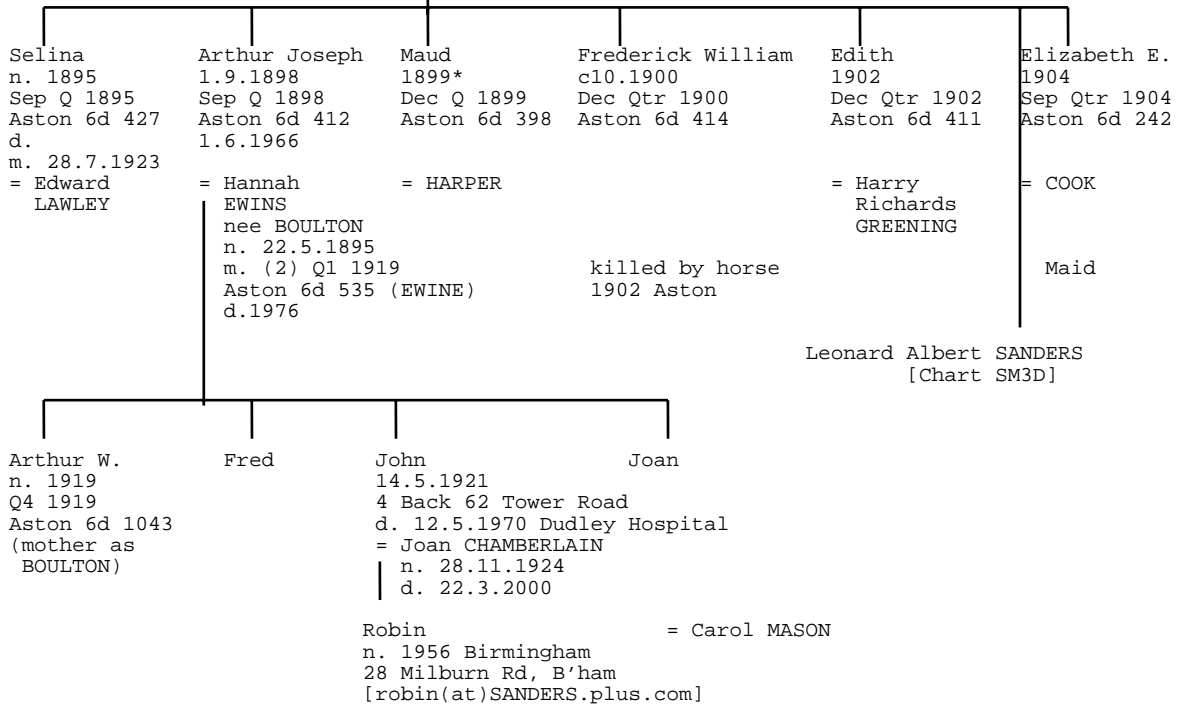 Selina
n. 1895
Sep Q 1895
Aston 6d 427
d.
m. 28.7.1923
= Edward
LAWLEY
Arthur Joseph
1.9.1898
Sep Q 1898
Aston 6d 412
1.6.1966
= Hannah
EWINS
nee BOULTON
n. 22.5.1895
m. (2) Q1 1919
Aston 6d 535 (EWINE)
d.1976
Maud
1899*
Dec Q 1899
Aston 6d 398
= HARPER
Frederick William
c10.1900
Dec Qtr 1900
Aston 6d 414
killed by horse
1902 Aston
Edith
1902
Dec Qtr 1902
Aston 6d 411
= Harry
Richards
GREENING
Elizabeth E.
1904
Sep Qtr 1904
Aston 6d 242
= COOK
Maid
Leonard Albert SANDERS
[Chart SM3D]
Arthur W.
n. 1919
Q4 1919
Aston 6d 1043
(mother as
BOULTON)
Fred
John
14.5.1921
4 Back 62 Tower Road
d. 12.5.1970 Dudley Hospital
= Joan CHAMBERLAIN
n. 28.11.1924
d. 22.3.2000
Joan
Robin
n. 1956 Birmingham
28 Milburn Rd, B'ham
[robin(at)SANDERS.plus.com]
= Carol MASON